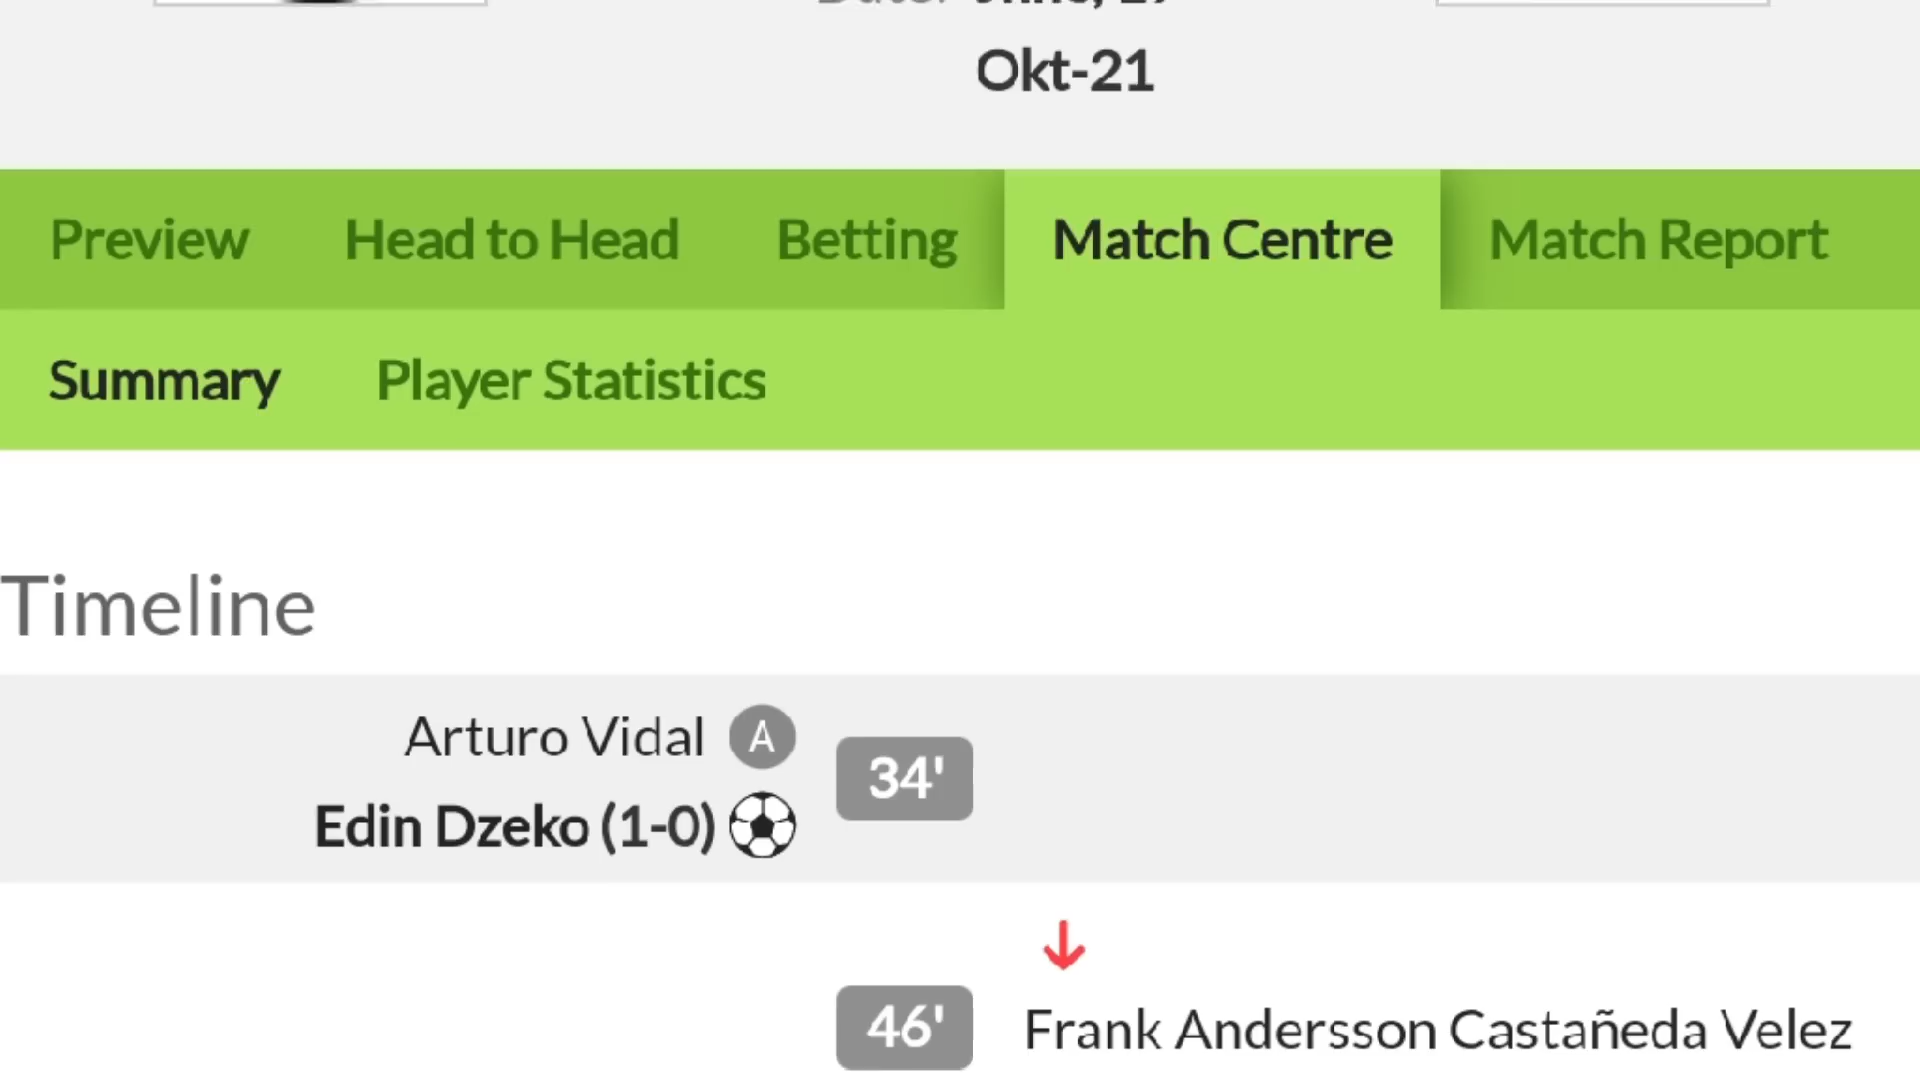 Okt-21
Preview Head to Head Betting Match Centre Match Report
Summary Player Statistics
Timeline
Arturo Vidal A
34'
Edin Dzeko (1-0)
46' Frank Andersson Castañeda Velez